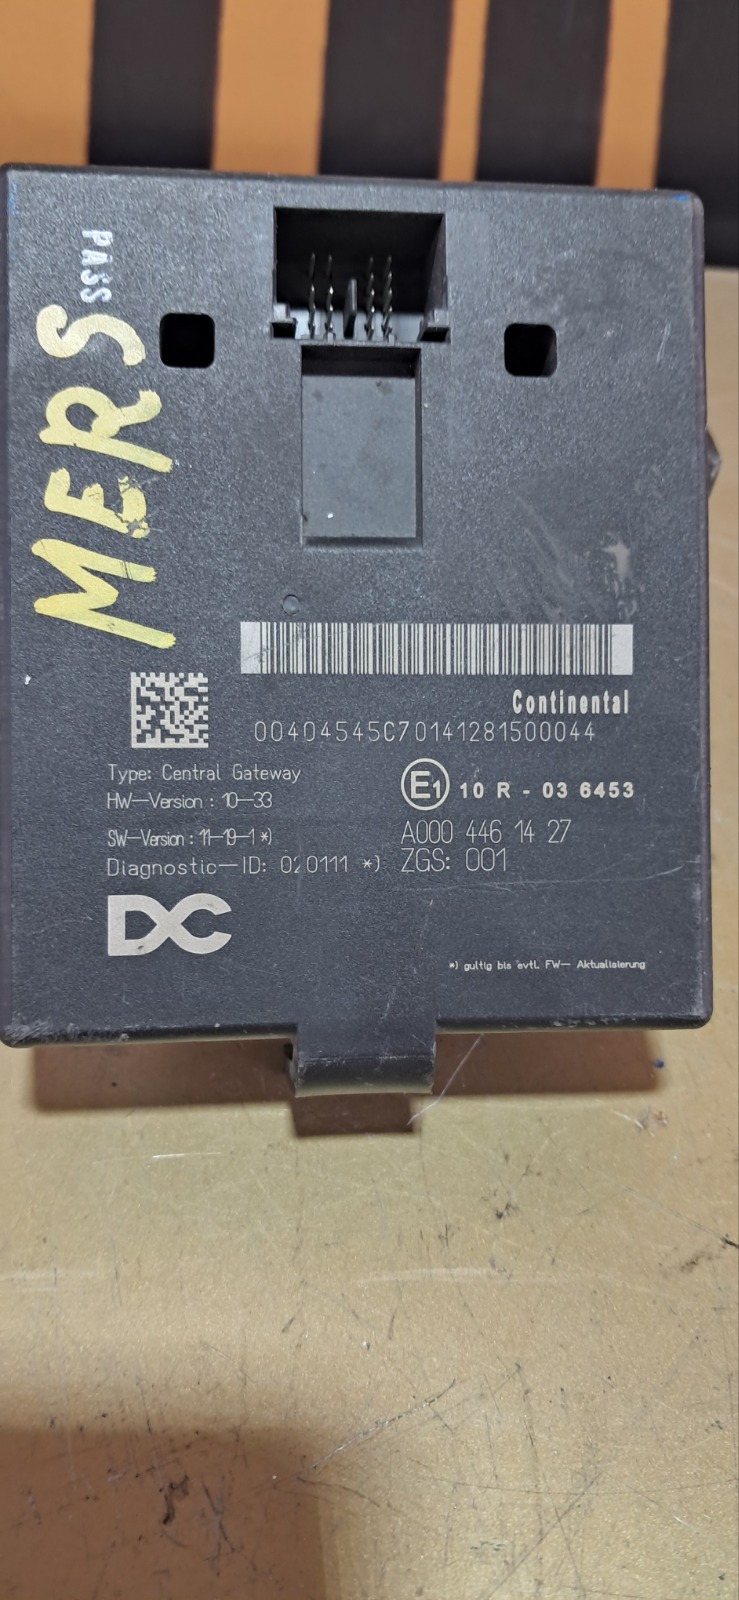 PASS
MERS
Continental
00404545C70141281500044
Type: Central Gateway
HW-Version : 10-33
SW-Version : 11-19-1 *)
Diagnostic-ID: 020111 *)
E1 10 R - 03 6453
A000 446 14 27
ZGS: 001
DC
*) gultig bis evtl. FW- Aktualisierung